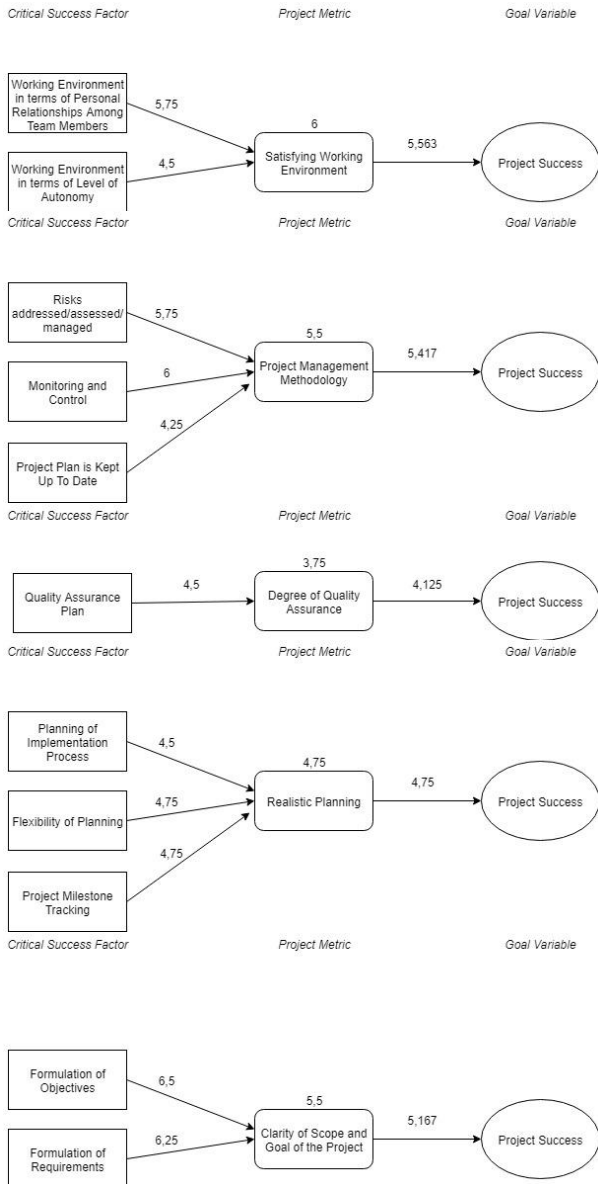 Critical Success Factor
Project Metric
Goal Variable
Working Environment
in terms of Personal
Relationships Among
Team Members
5,75
6
Satisfying Working
Environment
5,563
Project Success
4,5
Working Environment
in terms of Level of
Autonomy
Critical Success Factor
Project Metric
Goal Variable
Risks
addressed/assessed/
managed
5,75
5,5
Project Management
Methodology
5,417
Project Success
Monitoring and
Control
6
4,25
Project Plan is Kept
Up To Date
Critical Success Factor
Project Metric
Goal Variable
Quality Assurance
Plan
4,5
3,75
Degree of Quality
Assurance
4,125
Project Success
Critical Success Factor
Project Metric
Goal Variable
Planning of
Implementation
Process
4,5
4,75
Realistic Planning
4,75
Project Success
Flexibility of Planning
4,75
4,75
Project Milestone
Tracking
Critical Success Factor
Project Metric
Goal Variable
Formulation of
Objectives
6,5
5,5
Clarity of Scope and
Goal of the Project
5,167
Project Success
6,25
Formulation of
Requirements